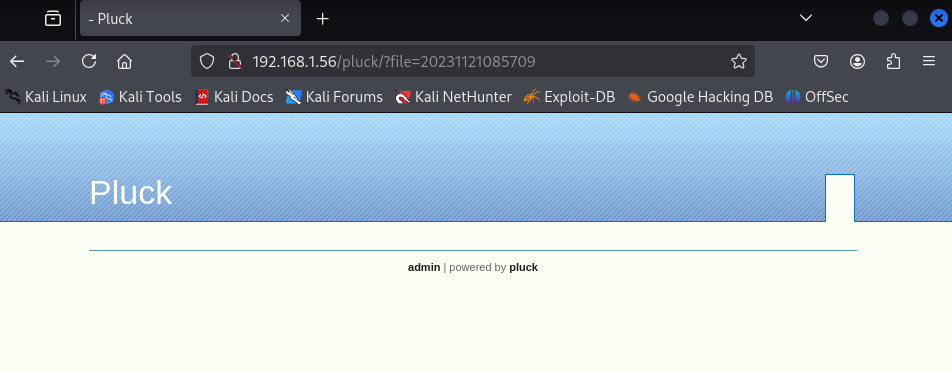 - Pluck
192.168.1.56/pluck/?file=20231121085709
Kali Linux Kali Tools Kali Docs Kali Forums Kali NetHunter Exploit-DB Google Hacking DB OffSec
Pluck
admin | powered by pluck